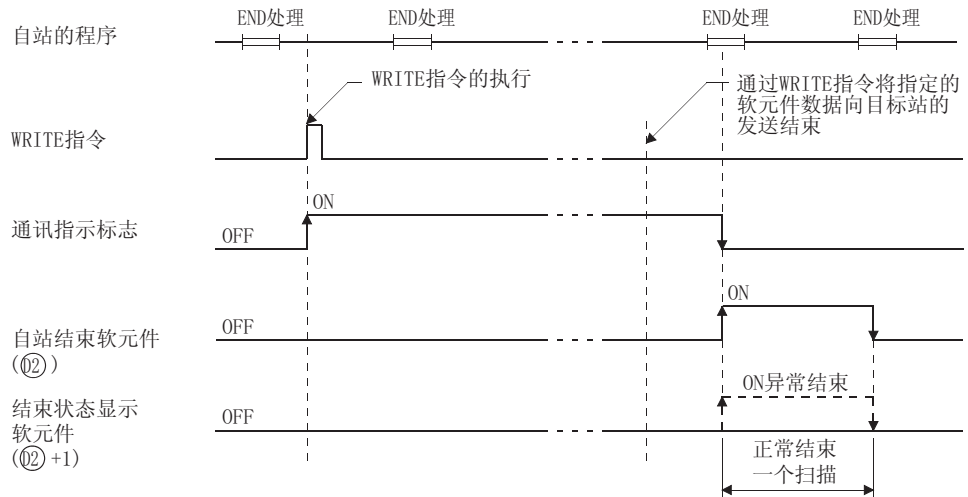 自站的程序
END处理
END处理
END处理
END处理
WRITE指令的执行
通过WRITE指令将指定的
软元件数据向目标站的
发送结束
WRITE指令
ON
通讯指示标志
OFF
ON
自站结束软元件
(D2)
OFF
ON异常结束
结束状态显示
软元件
(D2+1)
OFF
正常结束
一个扫描